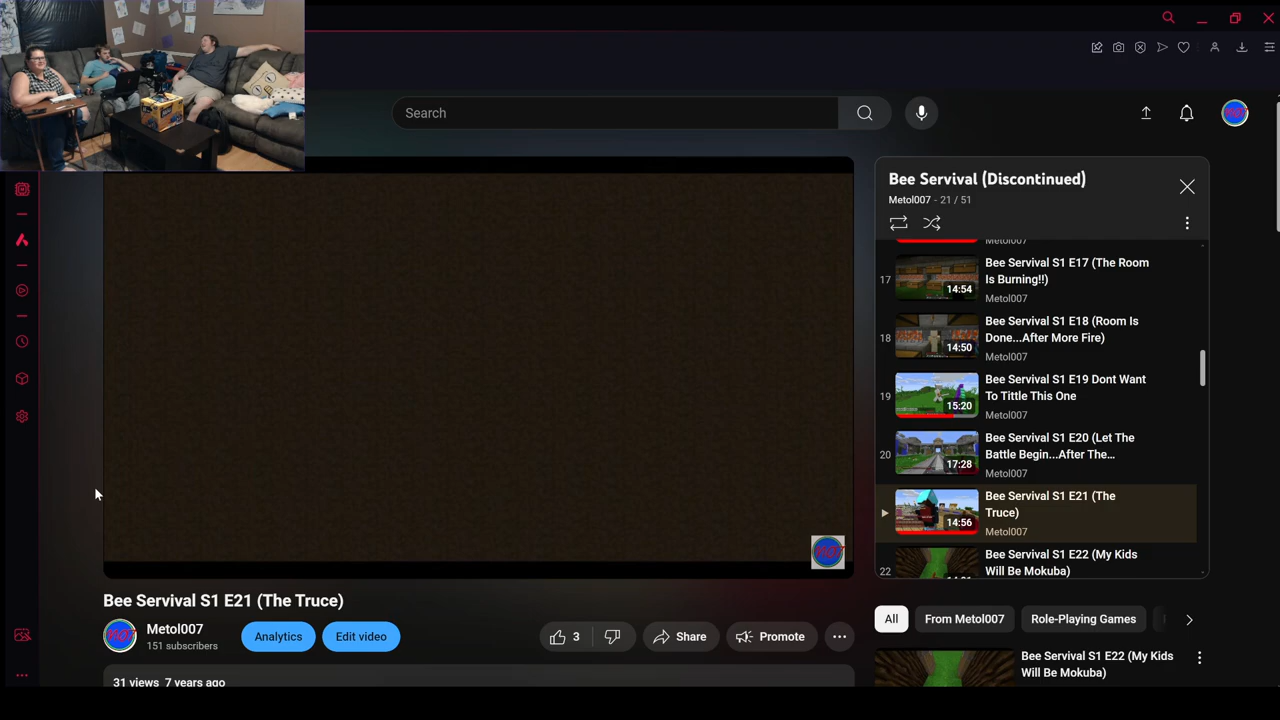 Search
Bee Servival (Discontinued)
Metol007 - 21 / 51
Metol007
17
14:54
Bee Servival S1 E17 (The Room
Is Burning!!)
Metol007
18
14:50
Bee Servival S1 E18 (Room Is
Done...After More Fire)
Metol007
19
15:20
Bee Servival S1 E19 Dont Want
To Tittle This One
Metol007
20
17:28
Bee Servival S1 E20 (Let The
Battle Begin...After The...
Metol007
14:56
Bee Servival S1 E21 (The
Truce)
Metol007
22
Bee Servival S1 E22 (My Kids
Will Be Mokuba)
MO7
Bee Servival S1 E21 (The Truce)
Metol007
151 subscribers
Analytics
Edit video
3
Share
Promote
31 views 7 years ago
All
From Metol007
Role-Playing Games
Bee Servival S1 E22 (My Kids
Will Be Mokuba)